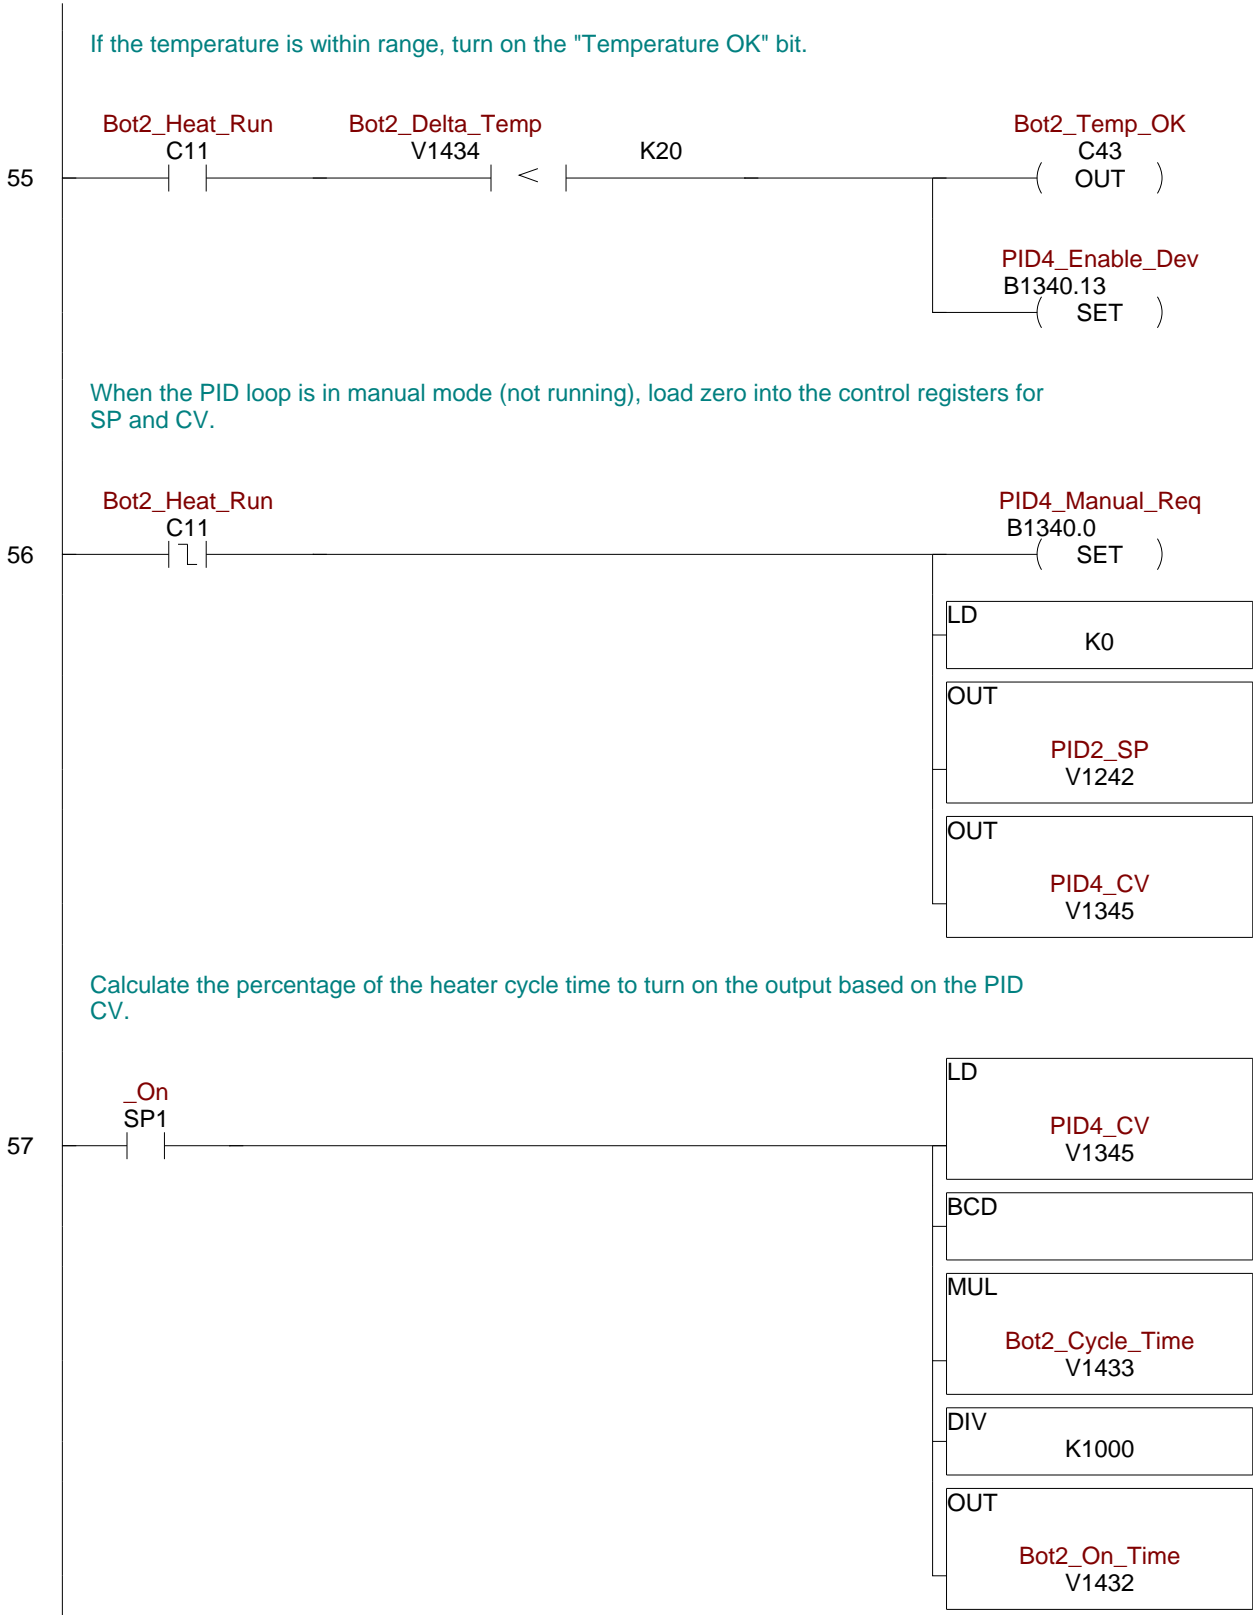 If the temperature is within range, turn on the "Temperature OK" bit.
Bot2_Heat_Run Bot2_Delta_Temp Bot2_Temp_OK
C11 V1434 K20 C43
55 < ( OUT )
PID4_Enable_Dev
B1340.13
( SET )
When the PID loop is in manual mode (not running), load zero into the control registers for
SP and CV.
Bot2_Heat_Run PID4_Manual_Req
C11 B1340.0
56 ( SET )
LD
K0
OUT
PID2_SP
V1242
OUT
PID4_CV
V1345
Calculate the percentage of the heater cycle time to turn on the output based on the PID
CV.
_On
SP1
57
LD
PID4_CV
V1345
BCD
MUL
Bot2_Cycle_Time
V1433
DIV
K1000
OUT
Bot2_On_Time
V1432